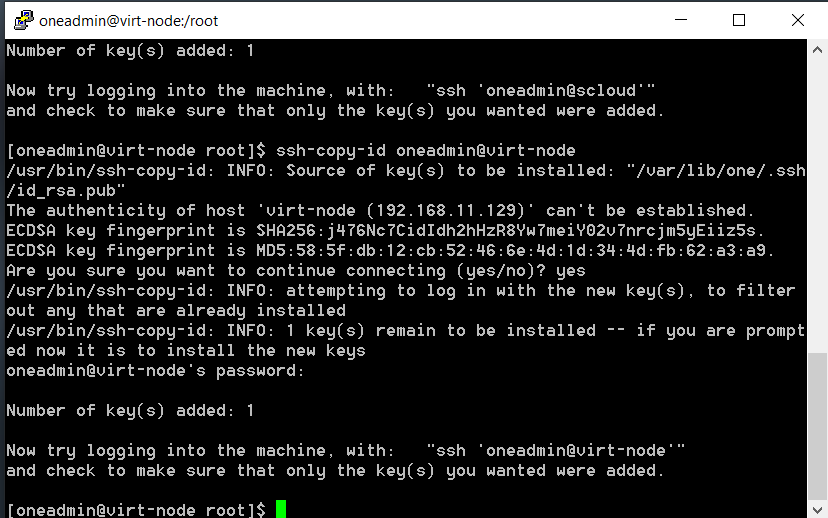 oneadmin@virt-node:/root
Number of key(s) added: 1
Now try logging into the machine, with:   "ssh 'oneadmin@scloud'"
and check to make sure that only the key(s) you wanted were added.
[oneadmin@virt-node root]$ ssh-copy-id oneadmin@virt-node
/usr/bin/ssh-copy-id: INFO: Source of key(s) to be installed: "/var/lib/one/.ssh
/id_rsa.pub"
The authenticity of host 'virt-node (192.168.11.129)' can't be established.
ECDSA key fingerprint is SHA256:j476Nc7CidIdh2hHzR8Yw7meiY02v7nrcjm5yEiiz5s.
ECDSA key fingerprint is MD5:58:5f:db:12:cb:52:46:6e:4d:1d:34:4d:fb:62:a3:a9.
Are you sure you want to continue connecting (yes/no)? yes
/usr/bin/ssh-copy-id: INFO: attempting to log in with the new key(s), to filter
out any that are already installed
/usr/bin/ssh-copy-id: INFO: 1 key(s) remain to be installed -- if you are prompt
ed now it is to install the new keys
oneadmin@virt-node's password:
Number of key(s) added: 1
Now try logging into the machine, with:   "ssh 'oneadmin@virt-node'"
and check to make sure that only the key(s) you wanted were added.
[oneadmin@virt-node root]$